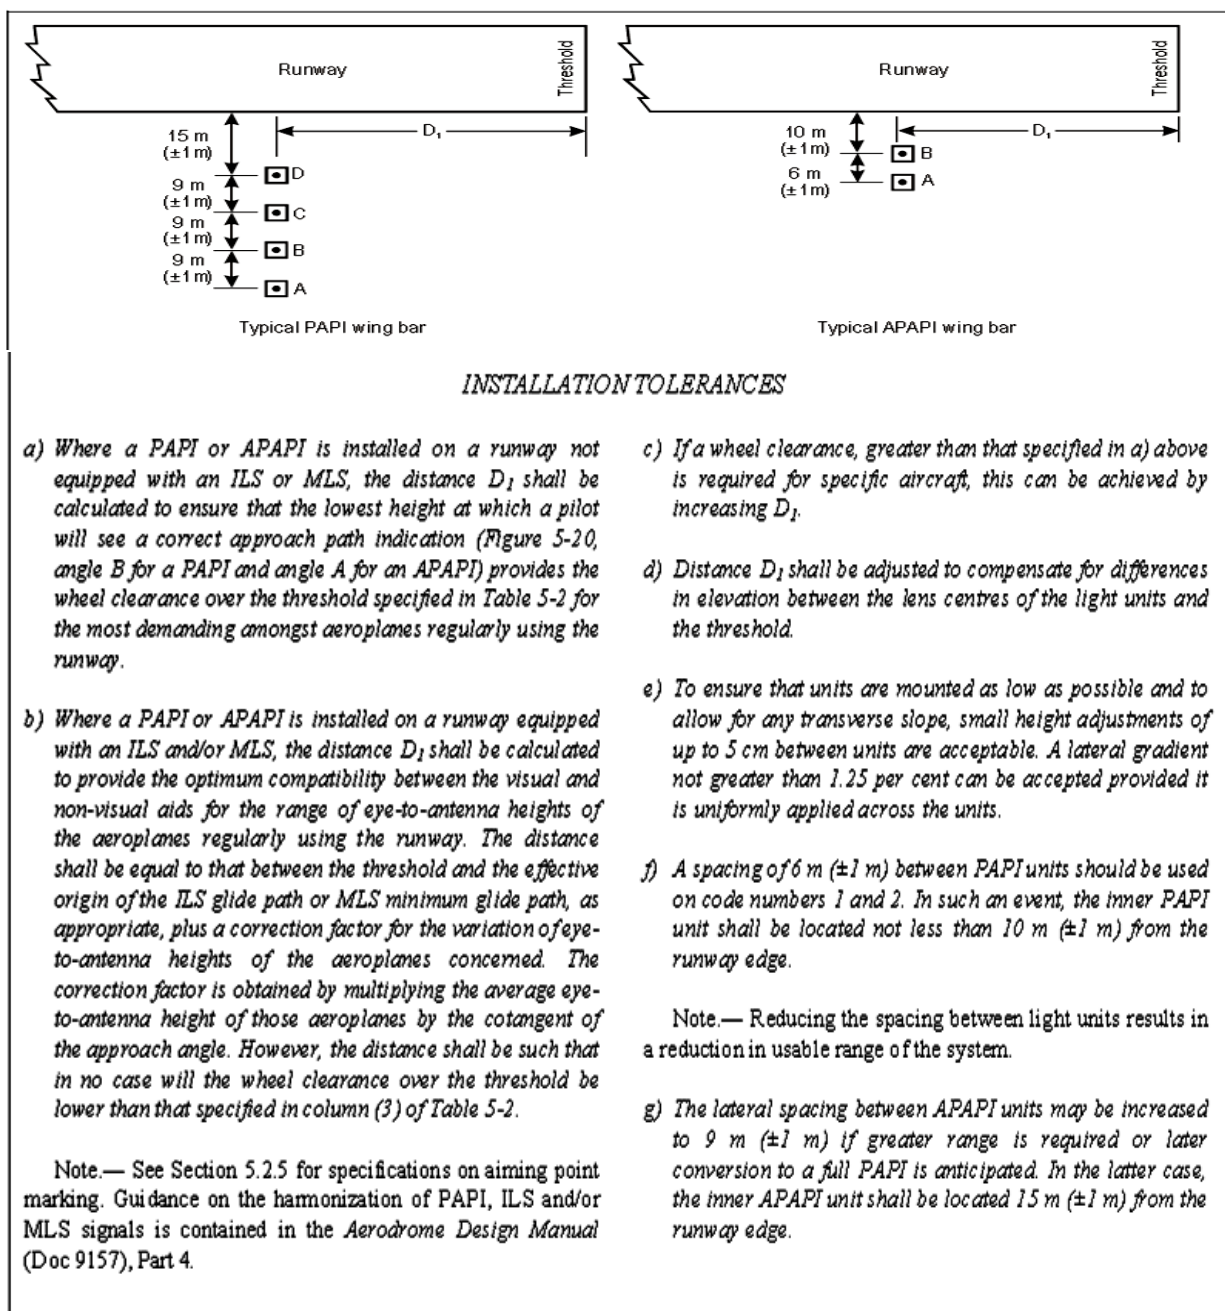 Runway
Threshold
15 m
(±1 m)
D₁
D
9 m
(±1 m)
C
9 m
(±1 m)
B
9 m
(±1 m)
A
Typical PAPI wing bar
Runway
Threshold
10 m
(±1 m)
D₁
B
6 m
(±1 m)
A
Typical APAPI wing bar
INSTALLATION TOLERANCES
a) Where a PAPI or APAPI is installed on a runway not
equipped with an ILS or MLS, the distance D₁ shall be
calculated to ensure that the lowest height at which a pilot
will see a correct approach path indication (Figure 5-20,
angle B for a PAPI and angle A for an APAPI) provides the
wheel clearance over the threshold specified in Table 5-2 for
the most demanding amongst aeroplanes regularly using the
runway.
b) Where a PAPI or APAPI is installed on a runway equipped
with an ILS and/or MLS, the distance D₁ shall be calculated
to provide the optimum compatibility between the visual and
non-visual aids for the range of eye-to-antenna heights of
the aeroplanes regularly using the runway. The distance
shall be equal to that between the threshold and the effective
origin of the ILS glide path or MLS minimum glide path, as
appropriate, plus a correction factor for the variation of eye-
to-antenna heights of the aeroplanes concerned. The
correction factor is obtained by multiplying the average eye-
to-antenna height of those aeroplanes by the cotangent of
the approach angle. However, the distance shall be such that
in no case will the wheel clearance over the threshold be
lower than that specified in column (3) of Table 5-2.
Note.— See Section 5.2.5 for specifications on aiming point
marking. Guidance on the harmonization of PAPI, ILS and/or
MLS signals is contained in the Aerodrome Design Manual
(Doc 9157), Part 4.
c) If a wheel clearance, greater than that specified in a) above
is required for specific aircraft, this can be achieved by
increasing D₁.
d) Distance D₁ shall be adjusted to compensate for differences
in elevation between the lens centres of the light units and
the threshold.
e) To ensure that units are mounted as low as possible and to
allow for any transverse slope, small height adjustments of
up to 5 cm between units are acceptable. A lateral gradient
not greater than 1.25 per cent can be accepted provided it
is uniformly applied across the units.
f) A spacing of 6 m (±1 m) between PAPI units should be used
on code numbers 1 and 2. In such an event, the inner PAPI
unit shall be located not less than 10 m (±1 m) from the
runway edge.
Note.— Reducing the spacing between light units results in
a reduction in usable range of the system.
g) The lateral spacing between APAPI units may be increased
to 9 m (±1 m) if greater range is required or later
conversion to a full PAPI is anticipated. In the latter case,
the inner APAPI unit shall be located 15 m (±1 m) from the
runway edge.